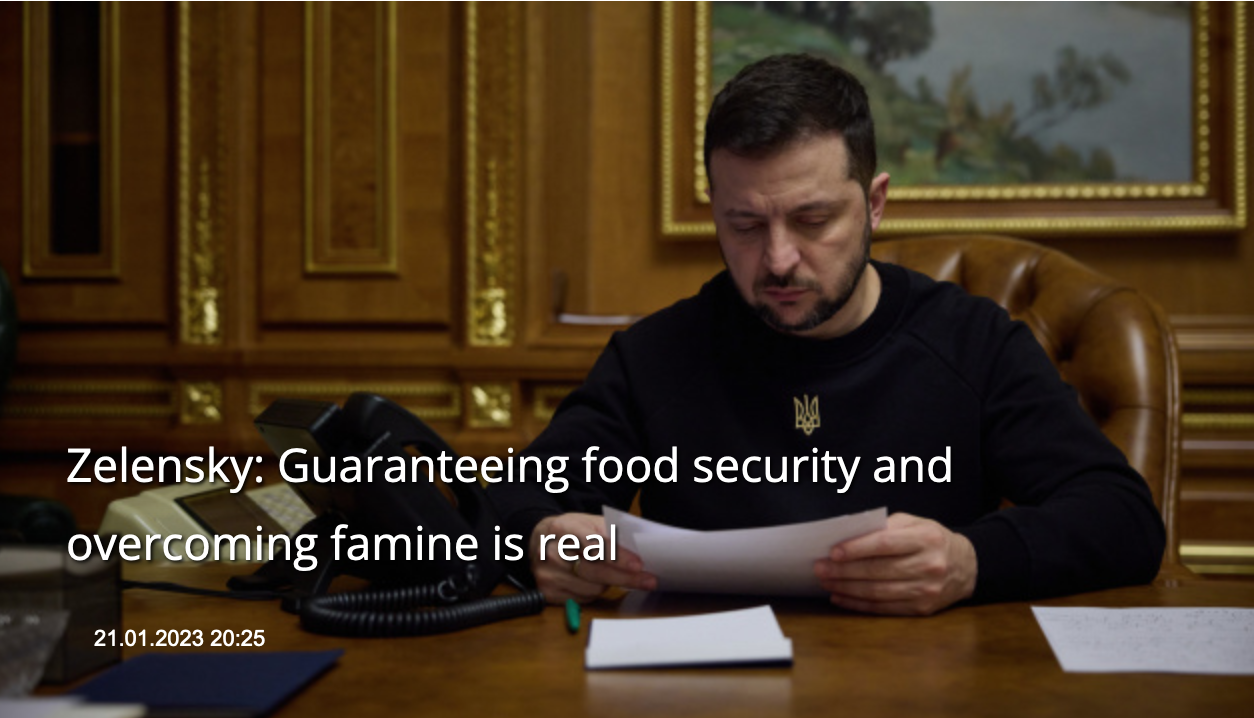 Zelensky: Guaranteeing food security and
overcoming famine is real
21.01.2023 20:25